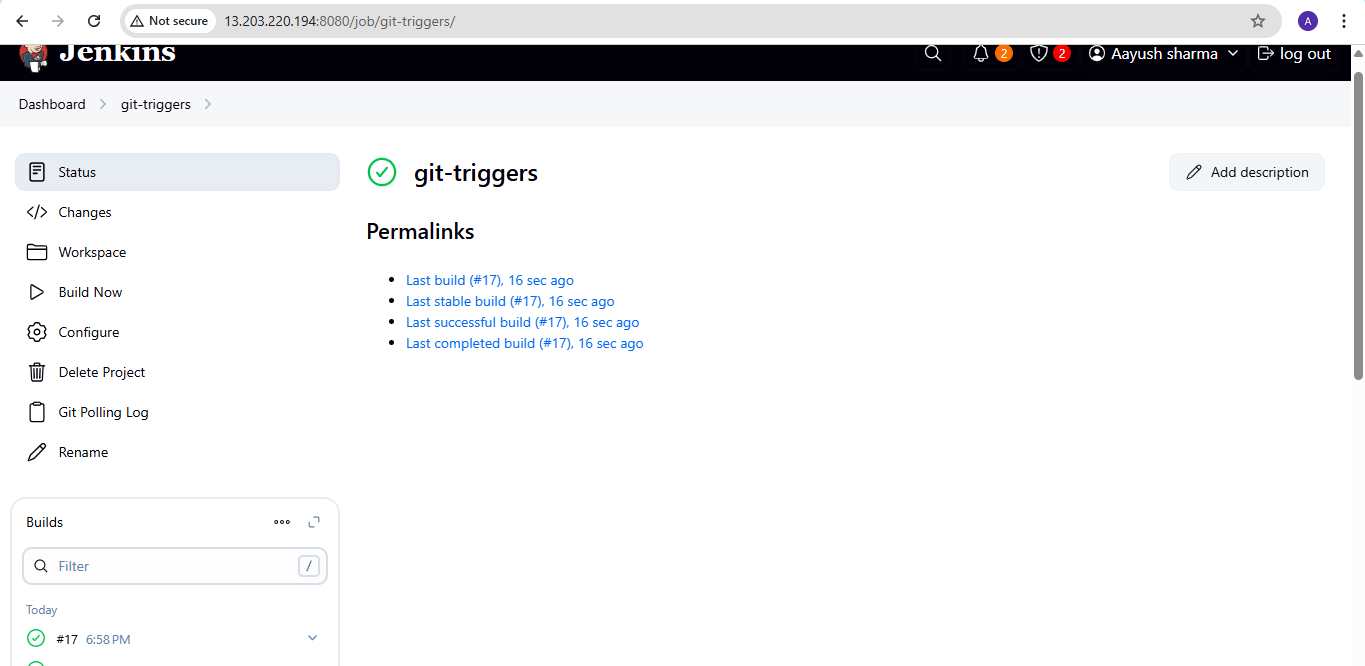 Not secure 13.203.220.194:8080/job/git-triggers/ A
Jenkins 2 2 Aayush sharma log out
Dashboard git-triggers
Status
Changes
Workspace
Build Now
Configure
Delete Project
Git Polling Log
Rename
git-triggers
Add description
Permalinks
Last build (#17), 16 sec ago
Last stable build (#17), 16 sec ago
Last successful build (#17), 16 sec ago
Last completed build (#17), 16 sec ago
Builds
Filter /
Today
#17 6:58 PM